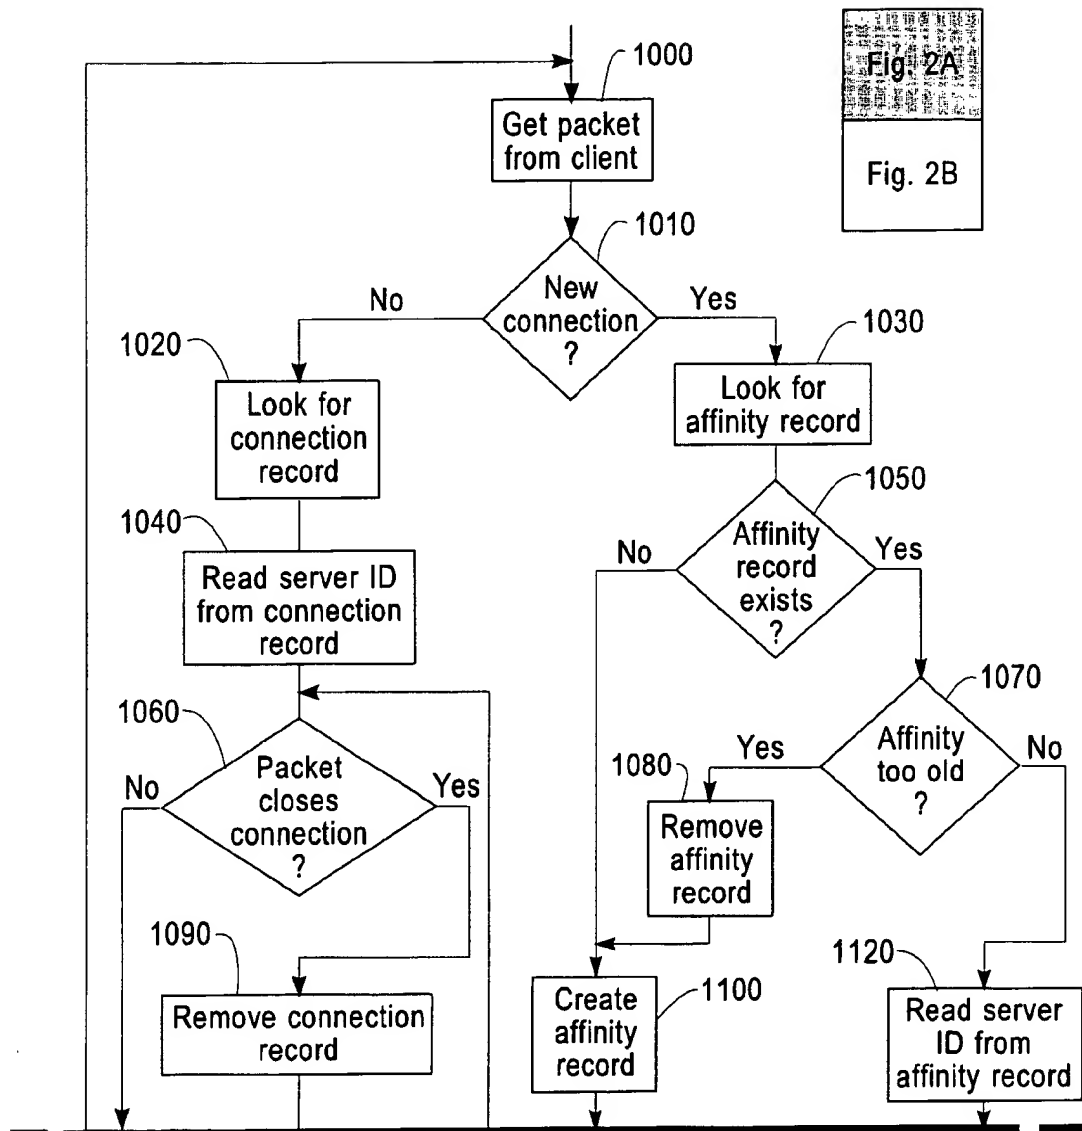 1000
Fig. 2A
Get packet
from client
Fig. 2B
1010
New
connection
?
No
Yes
1020
1030
Look for
connection
record
Look for
affinity record
1040
1050
Read server ID
from connection
record
Affinity
record
exists
?
No
Yes
1060
1070
Packet
closes
connection
?
No
Yes
Affinity
too old
?
Yes
No
1080
Remove
affinity
record
1090
Remove connection
record
1100
Create
affinity
record
1120
Read server
ID from
affinity record